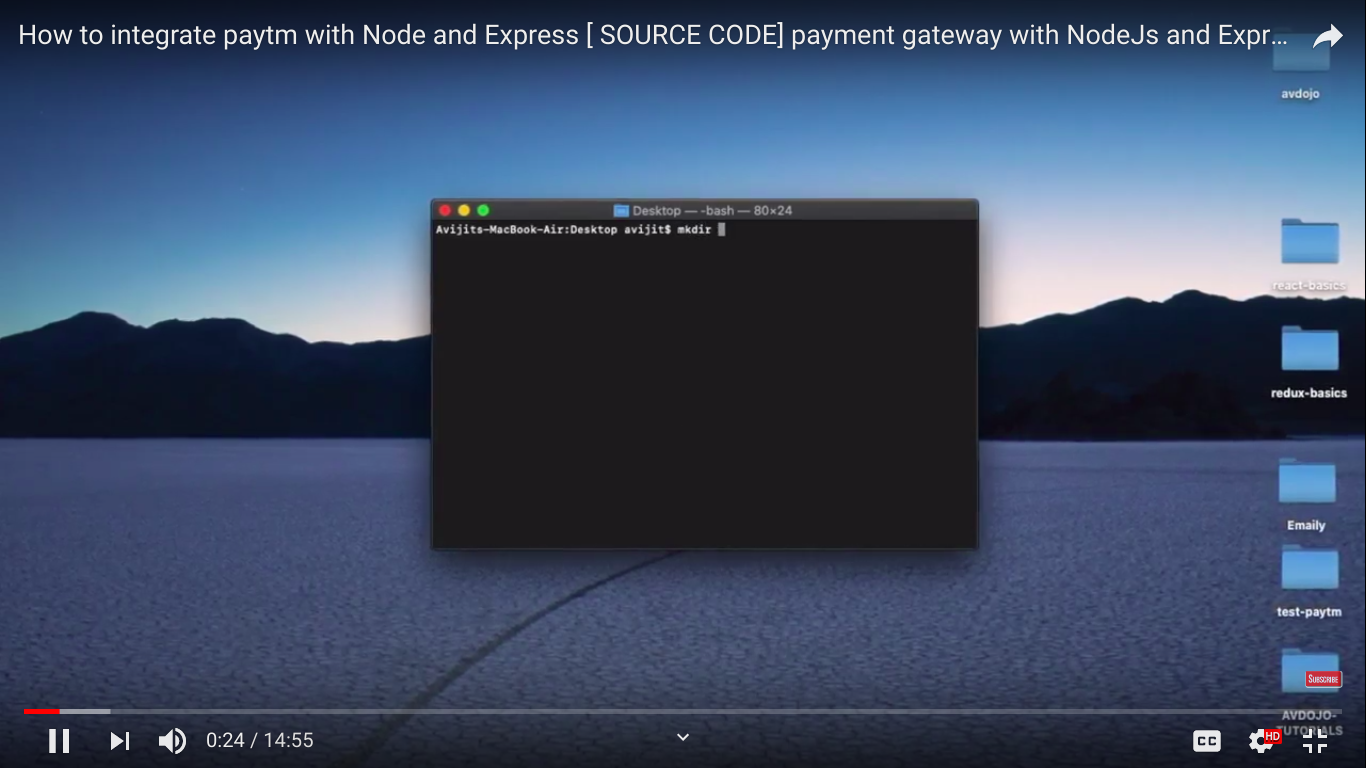 How to integrate paytm with Node and Express [ SOURCE CODE] payment gateway with NodeJs and Expr...
avdojo
Desktop — -bash — 80×24
Avijits-MacBook-Air:Desktop avijit$ mkdir
react-basics
redux-basics
Emaily
test-paytm
SUBSCRIBE
AVDOJO-
TUTORIALS
0:24 / 14:55
CC
HD